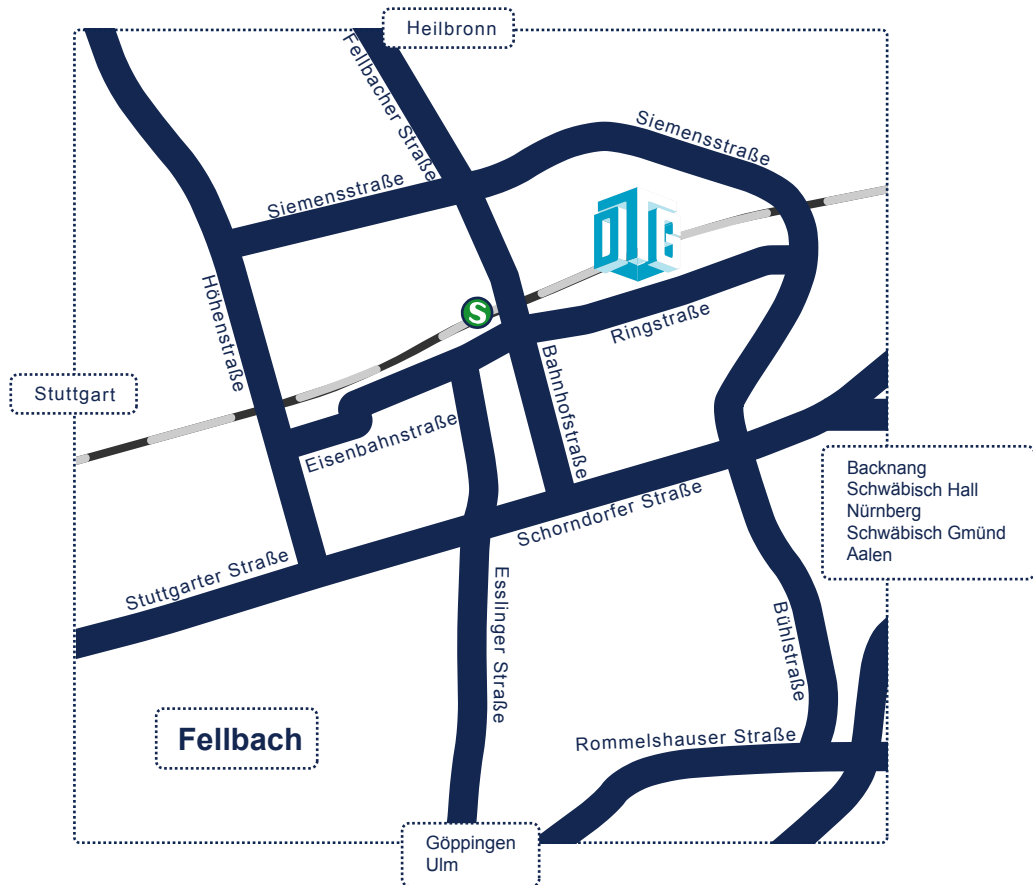 Heilbronn
Fellbacher Straße
Siemensstraße
Siemensstraße
Höhenstraße
S
Ringstraße
Stuttgart
Bahnhofstraße
Eisenbahnstraße
Backnang
Schwäbisch Hall
Nürnberg
Schwäbisch Gmünd
Aalen
Schorndorfer Straße
Stuttgarter Straße
Esslinger Straße
Bühlstraße
Fellbach
Rommelshauser Straße
Göppingen
Ulm